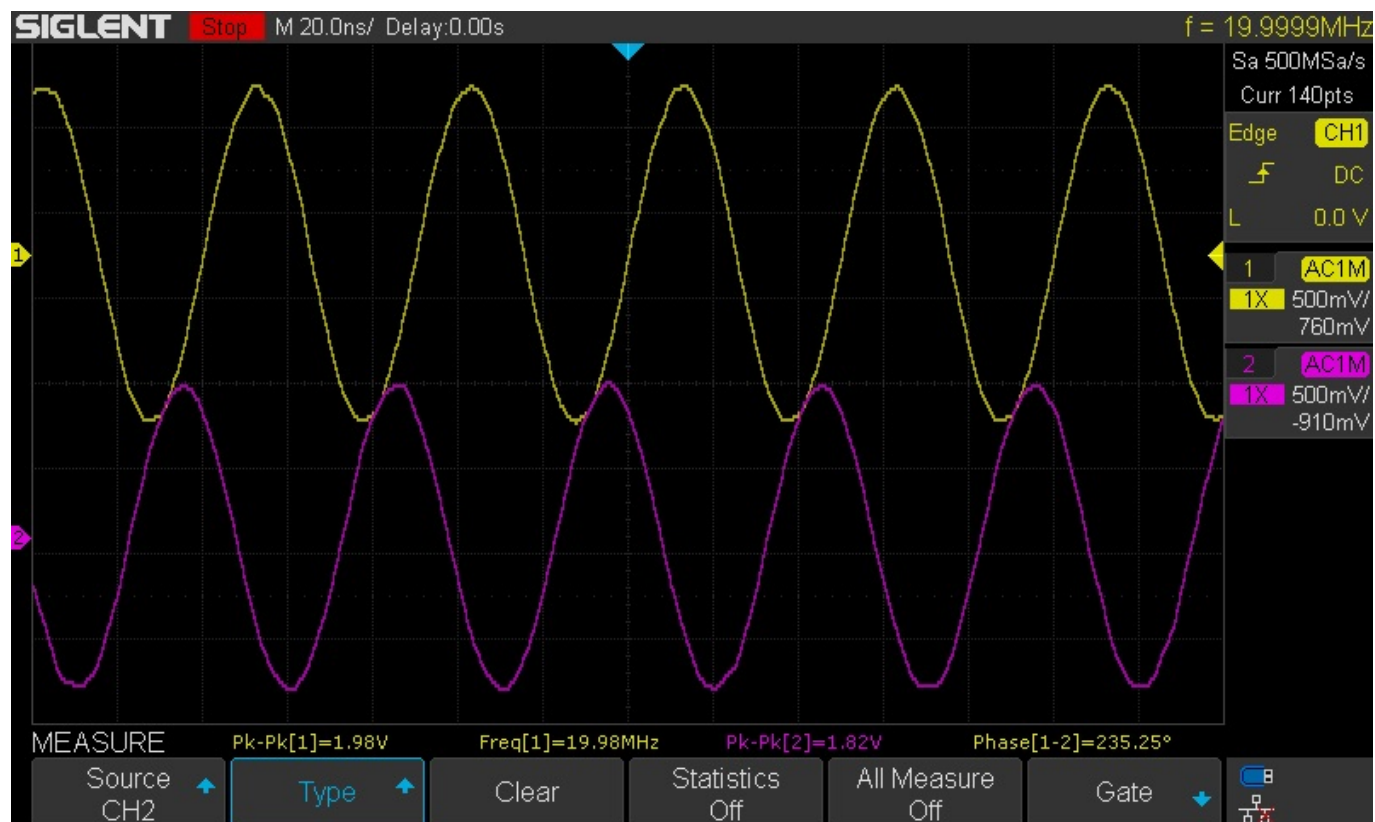 SIGLENT Stop M 20.0ns/ Delay:0.00s f = 19.9999MHz
Sa 500MSa/s
Curr 140pts
Edge CH1
DC
L 0.0 V
1 AC1M
1X 500mV/
760mV
2 AC1M
1X 500mV/
-910mV
1
2
MEASURE Pk-Pk[1]=1.98V Freq[1]=19.98MHz Pk-Pk[2]=1.82V Phase[1-2]=235.25°
Source
CH2
Type
Clear
Statistics
Off
All Measure
Off
Gate